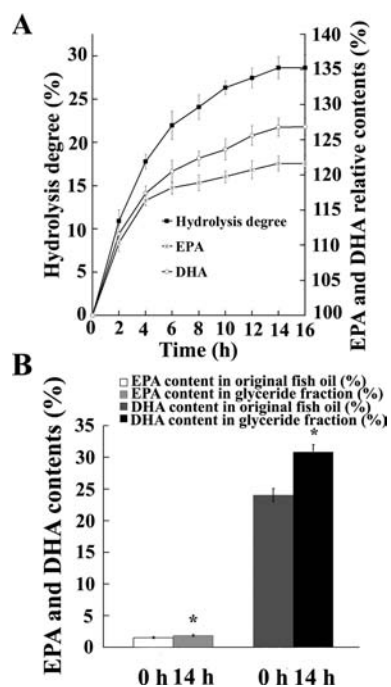 A
Hydrolysis degree (%)
30
25
20
15
10
5
0
140
135
130
125
120
115
110
105
100
EPA and DHA relative contents (%)
Hydrolysis degree
EPA
DHA
0 2 4 6 8 10 12 14 16
Time (h)
B
EPA content in original fish oil (%)
EPA content in glyceride fraction (%)
DHA content in original fish oil (%)
DHA content in glyceride fraction (%)
EPA and DHA contents (%)
35
30
25
20
15
10
5
0
*
*
0 h 14 h 0 h 14 h